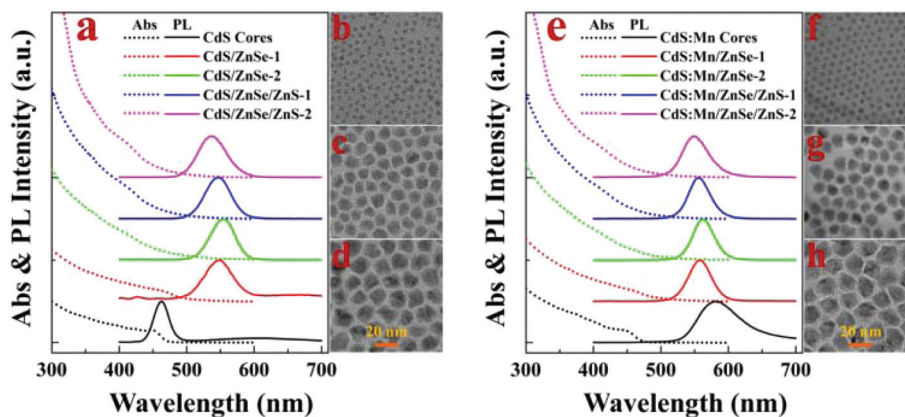 a
Abs PL
CdS Cores
CdS/ZnSe-1
CdS/ZnSe-2
CdS/ZnSe/ZnS-1
CdS/ZnSe/ZnS-2
Abs & PL Intensity (a.u.)
300 400 500 600 700
Wavelength (nm)
b
c
d
20 nm
e
Abs PL
CdS:Mn Cores
CdS:Mn/ZnSe-1
CdS:Mn/ZnSe-2
CdS:Mn/ZnSe/ZnS-1
CdS:Mn/ZnSe/ZnS-2
Abs & PL Intensity (a.u.)
300 400 500 600 700
Wavelength (nm)
f
g
h
20 nm